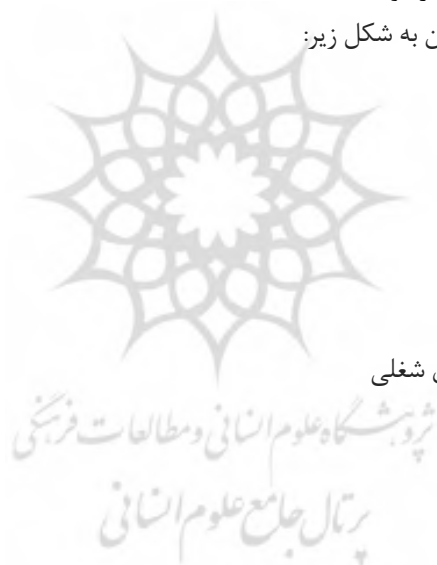 ن به شکل زیر:
ی شغلی
پژوهشگاه علوم انسانی و مطالعات فرهنگی
پرتال جامع علوم انسانی